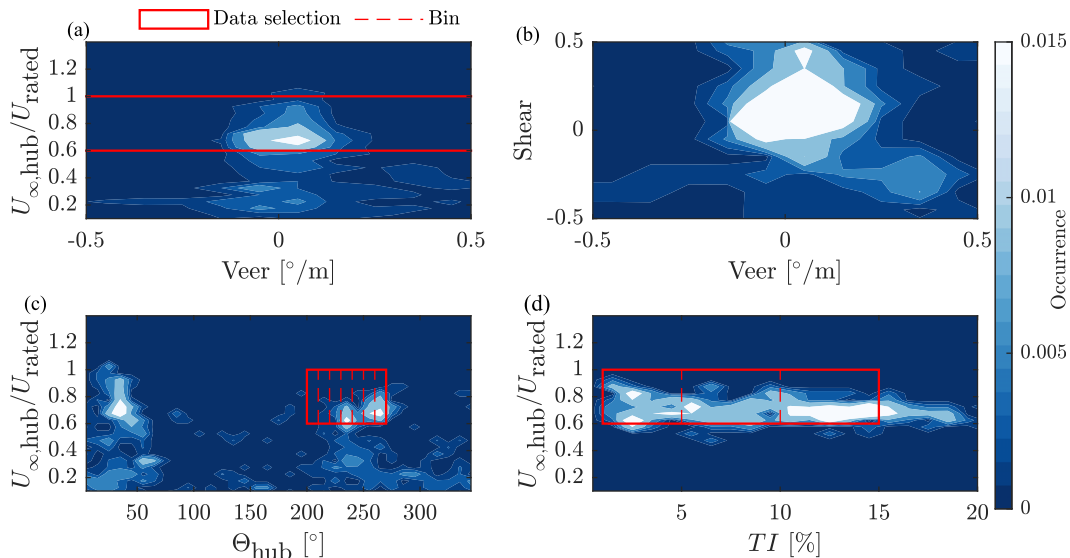 Data selection Bin
(a)
U∞,hub/Urated
1.2
1
0.8
0.6
0.4
0.2
-0.5 0 0.5
Veer [°/m]
(b)
Shear
0.5
0
-0.5
-0.5 0 0.5
Veer [°/m]
(c)
U∞,hub/Urated
1.2
1
0.8
0.6
0.4
0.2
50 100 150 200 250 300
Θhub [°]
(d)
U∞,hub/Urated
1.2
1
0.8
0.6
0.4
0.2
5 10 15 20
TI [%]
0.015
0.01
0.005
0
Occurrence